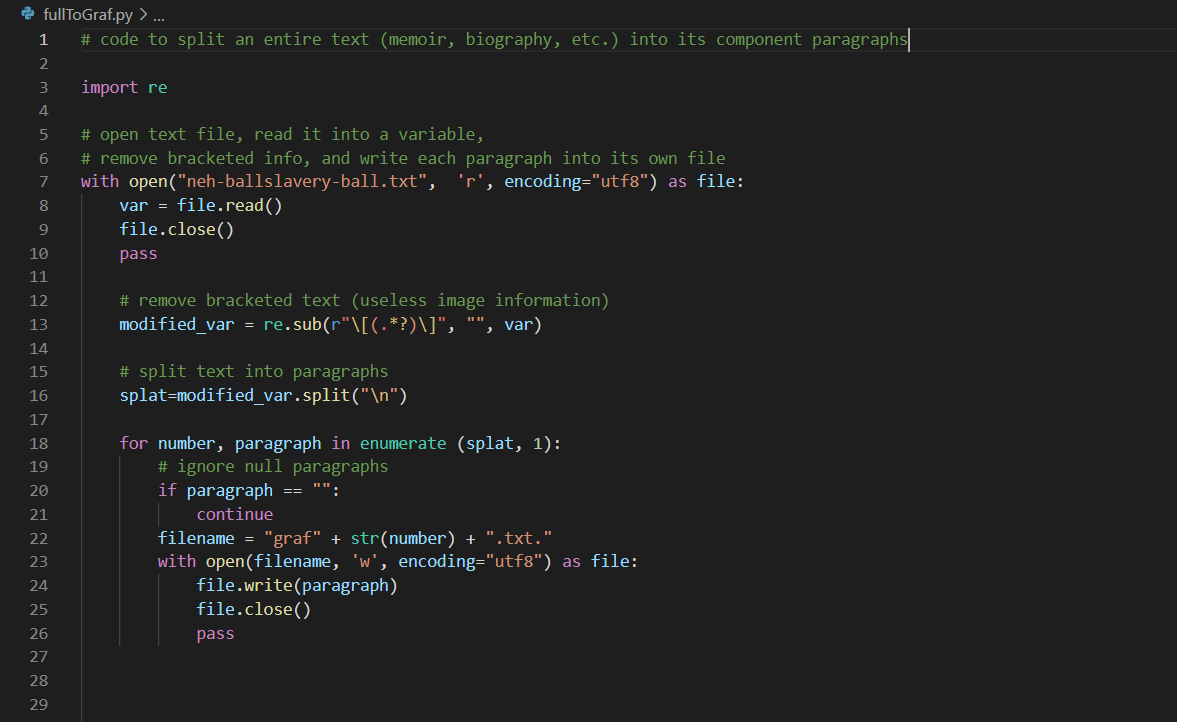 fullToGraf.py > ...
1 # code to split an entire text (memoir, biography, etc.) into its component paragraphs
2
3 import re
4
5 # open text file, read it into a variable,
6 # remove bracketed info, and write each paragraph into its own file
7 with open("neh-ballslavery-ball.txt",  'r', encoding="utf8") as file:
8     var = file.read()
9     file.close()
10     pass
11
12     # remove bracketed text (useless image information)
13     modified_var = re.sub(r"\[(.*?)\]", "", var)
14
15     # split text into paragraphs
16     splat=modified_var.split("\n")
17
18     for number, paragraph in enumerate (splat, 1):
19         # ignore null paragraphs
20         if paragraph == "":
21             continue
22         filename = "graf" + str(number) + ".txt."
23         with open(filename, 'w', encoding="utf8") as file:
24             file.write(paragraph)
25             file.close()
26             pass
27
28
29